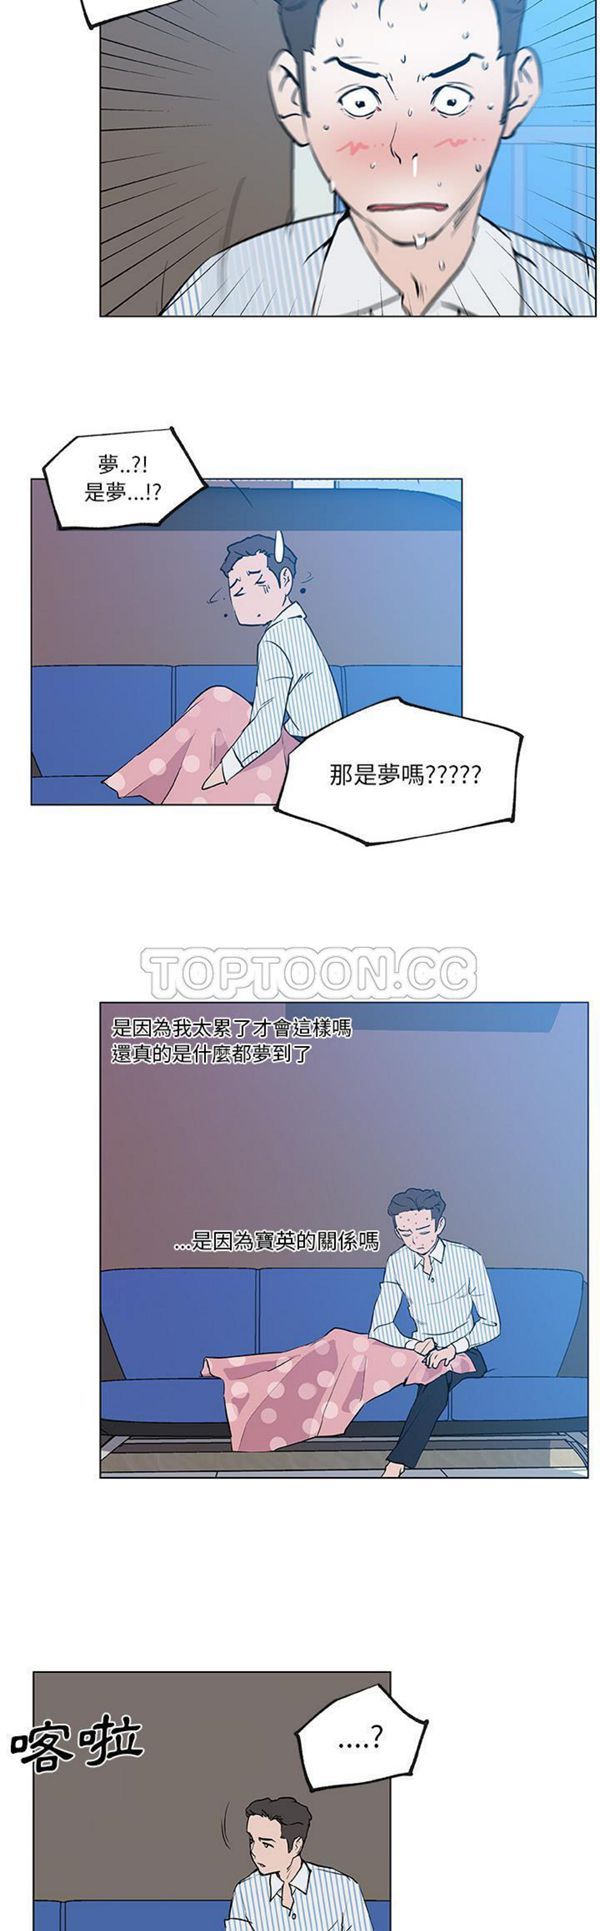 夢..?!
是夢...!?
那是夢嗎?????
TOPTOON.CC
是因為我太累了才會這樣嗎
還真的是什麼都夢到了
...是因為寶英的關係嗎
喀啦
....?